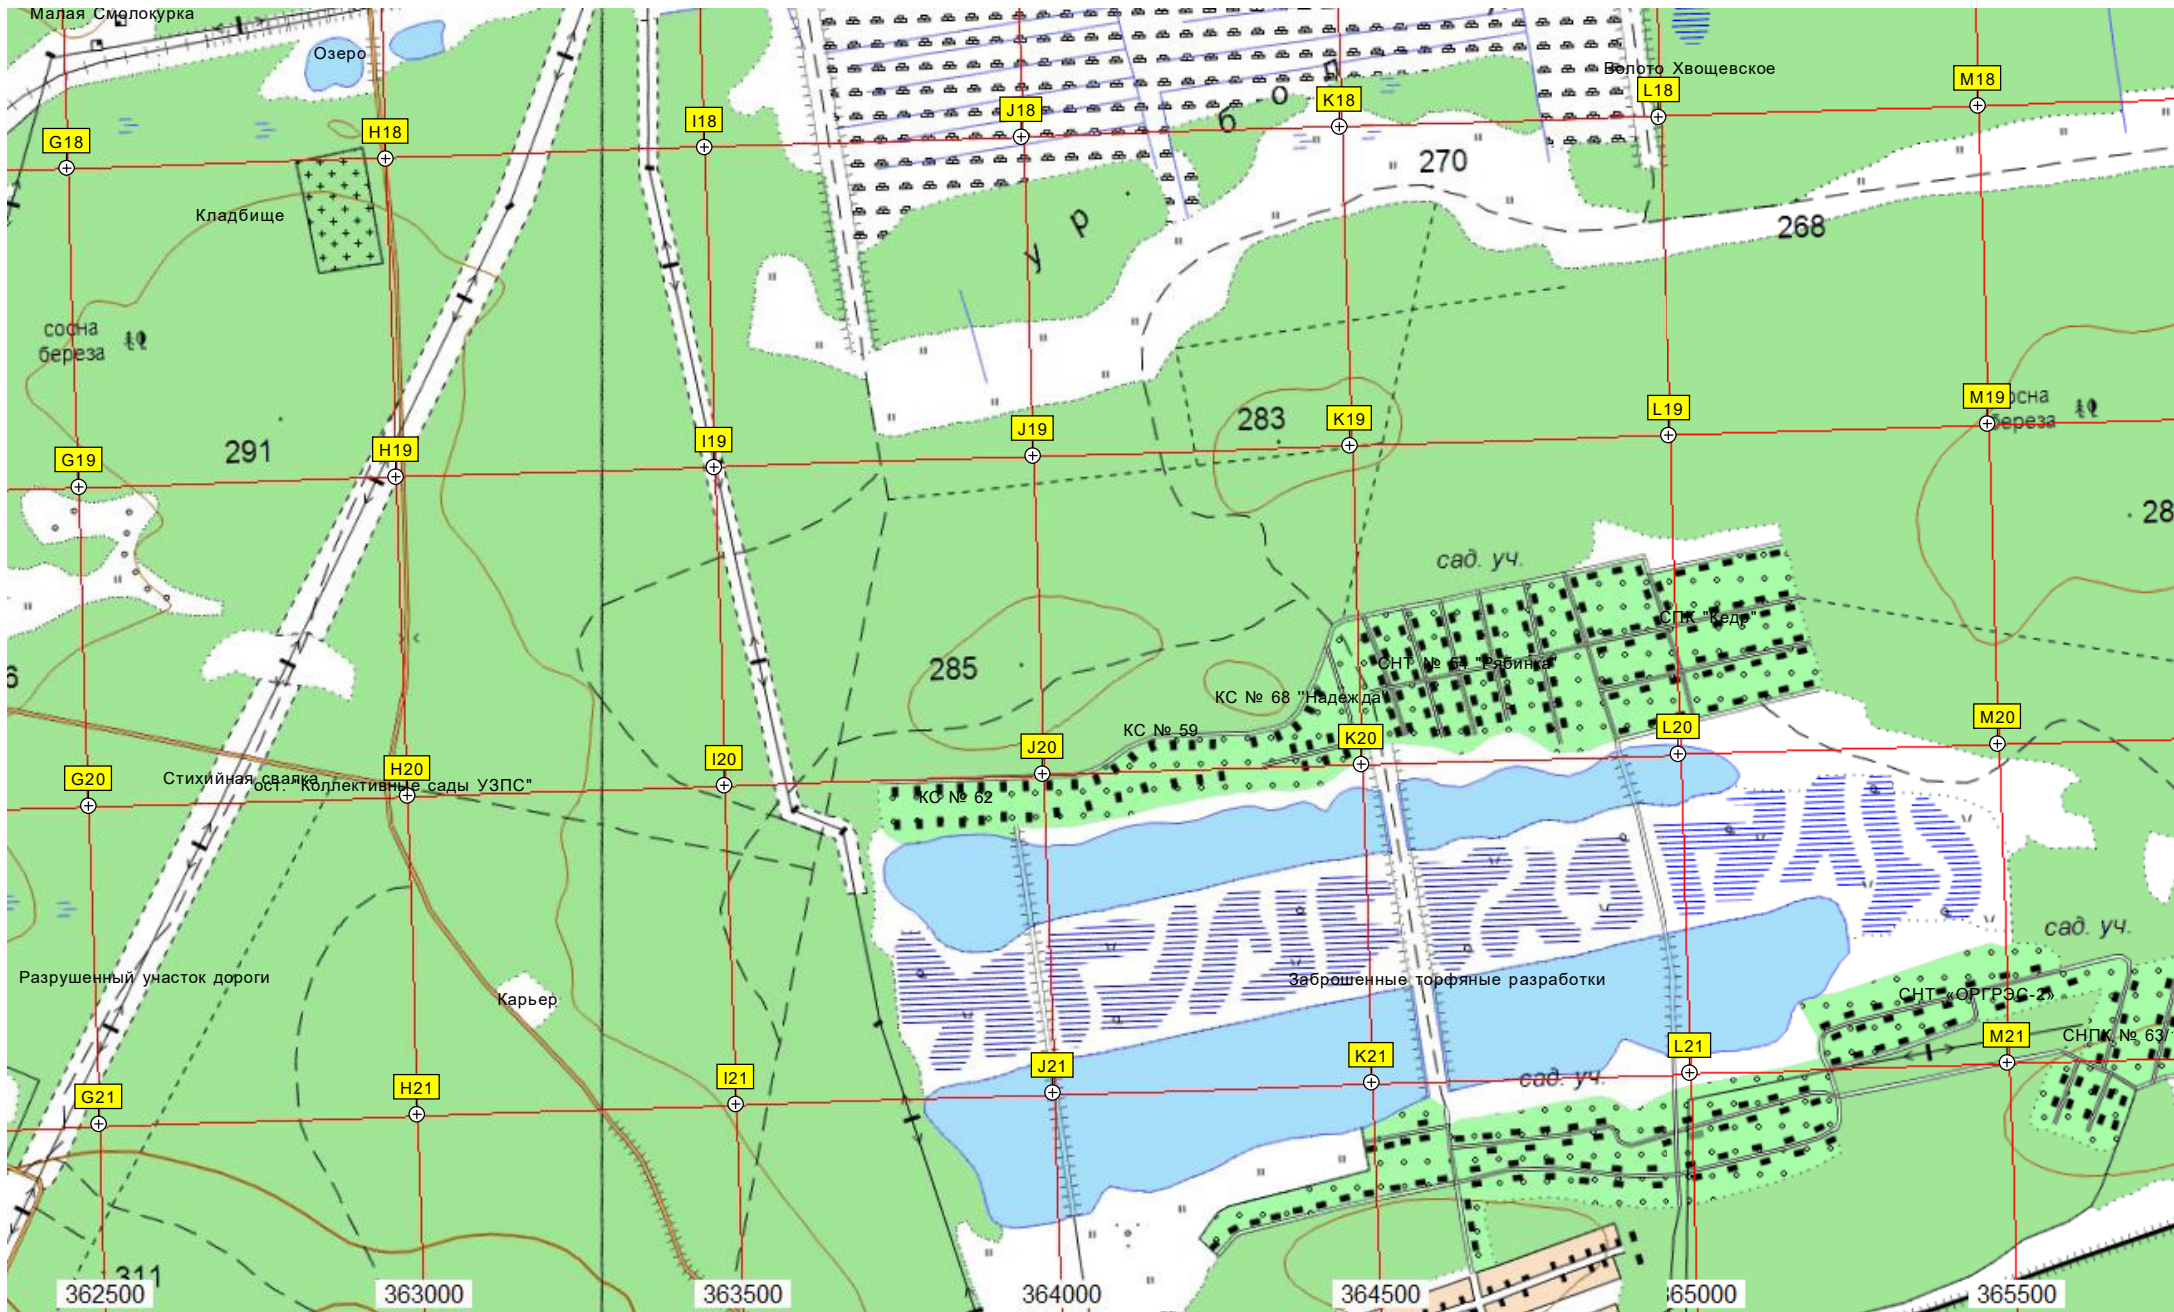 Малая Смолокурка
Озеро
Болото Хвощевское
G18
H18
I18
J18
K18
L18
M18
270
268
б о
у р
Кладбище
сосна
береза
283
291
G19
H19
I19
J19
K19
L19
M19
береза
28
сад. уч.
СПК "Кедр"
СНТ № 64 "Рябинка"
КС № 68 "Надежда"
КС № 59
285
6
G20
H20
I20
J20
K20
L20
M20
Стихийная свалка
ост. "Коллективные сады УЗПС"
КС № 62
сад. уч.
Разрушенный участок дороги
Карьер
Заброшенные торфяные разработки
СНТ «ОРГРЭС-2»
СНПК № 63/
сад. уч.
G21
H21
I21
J21
K21
L21
M21
311
362500
363000
363500
364000
364500
365000
365500